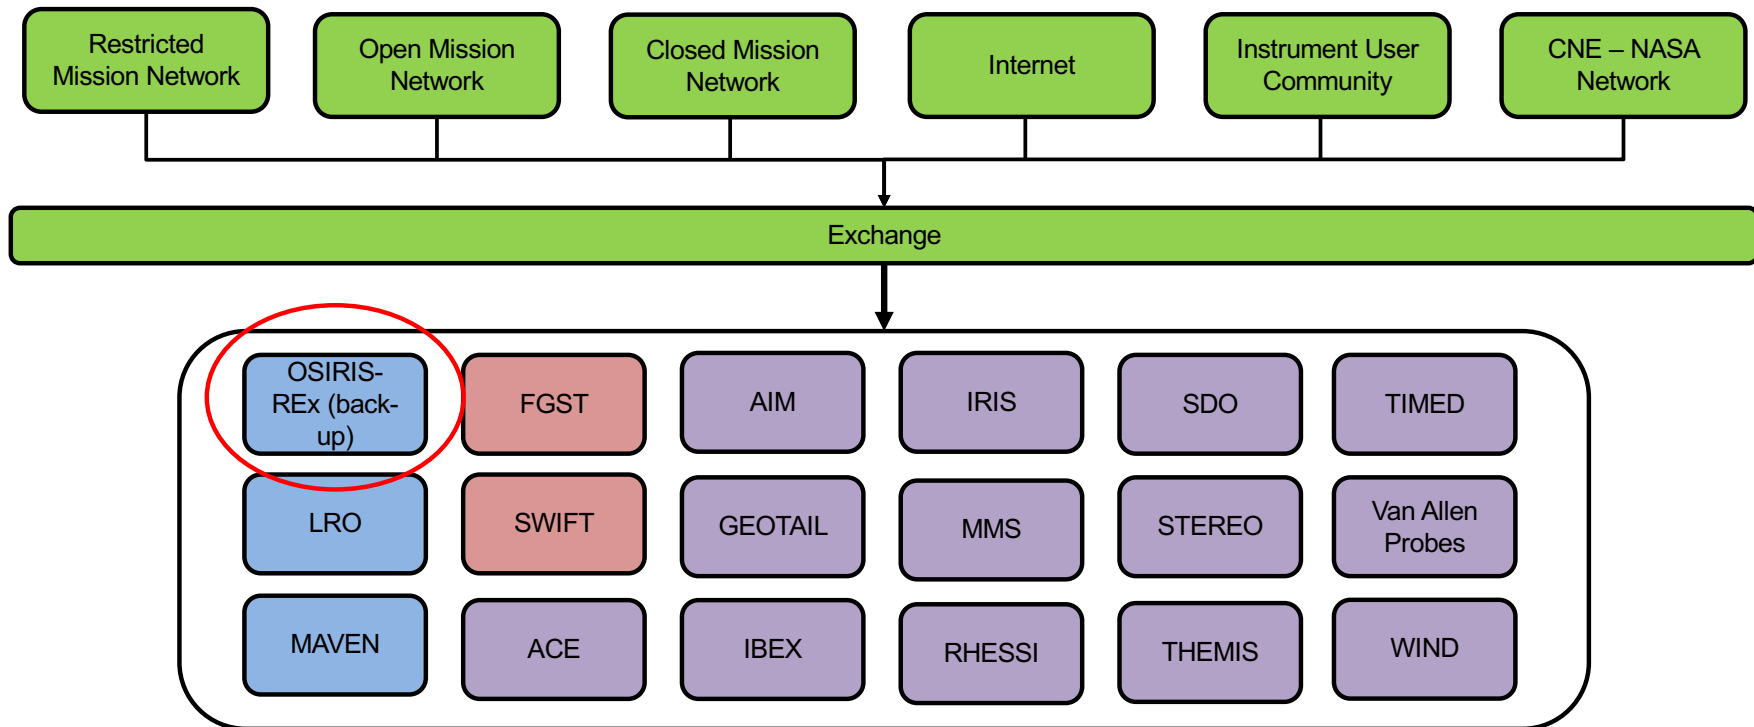 Restricted
Mission Network
Open Mission
Network
Closed Mission
Network
Internet
Instrument User
Community
CNE – NASA
Network
Exchange
OSIRIS-
REx (back-
up)
FGST
AIM
IRIS
SDO
TIMED
LRO
SWIFT
GEOTAIL
MMS
STEREO
Van Allen
Probes
MAVEN
ACE
IBEX
RHESSI
THEMIS
WIND